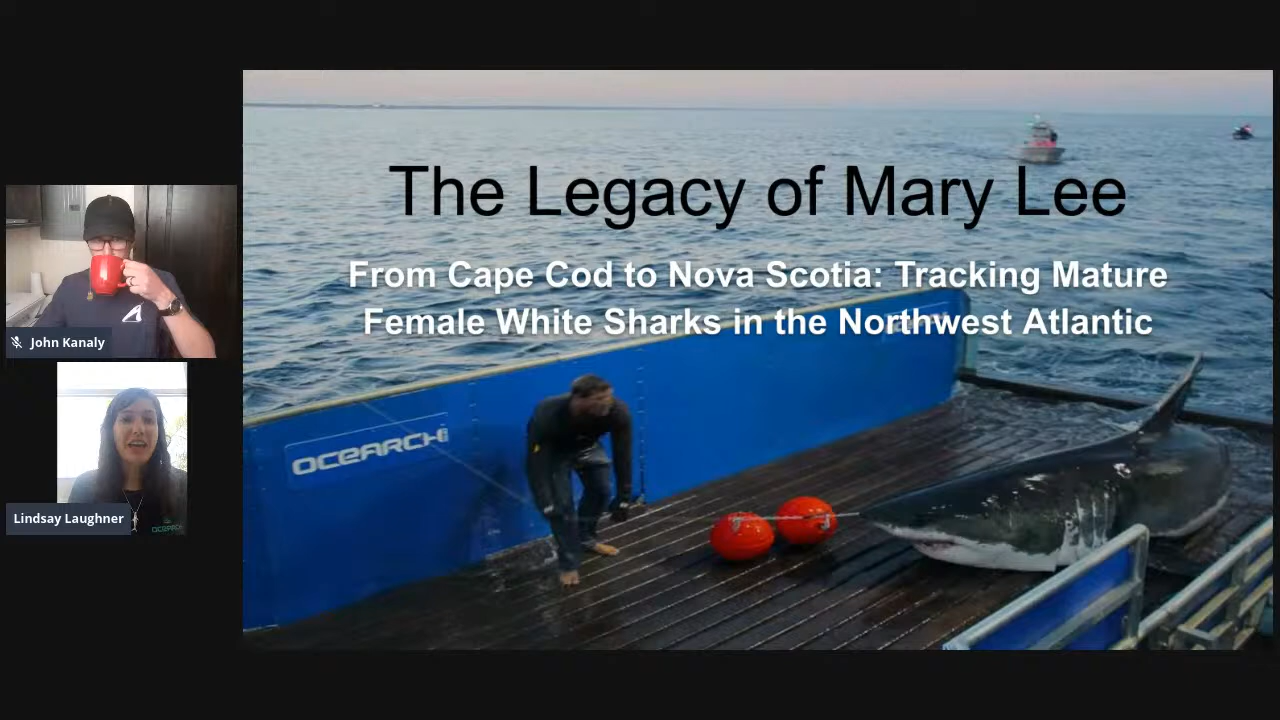 The Legacy of Mary Lee
From Cape Cod to Nova Scotia: Tracking Mature
Female White Sharks in the Northwest Atlantic
OCEARCH
John Kanaly
Lindsay Laughner
OCEARCH